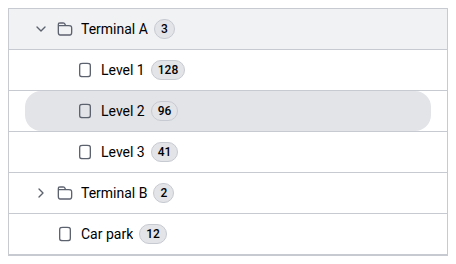 Terminal A 3
Level 1 128
Level 2 96
Level 3 41
Terminal B 2
Car park 12